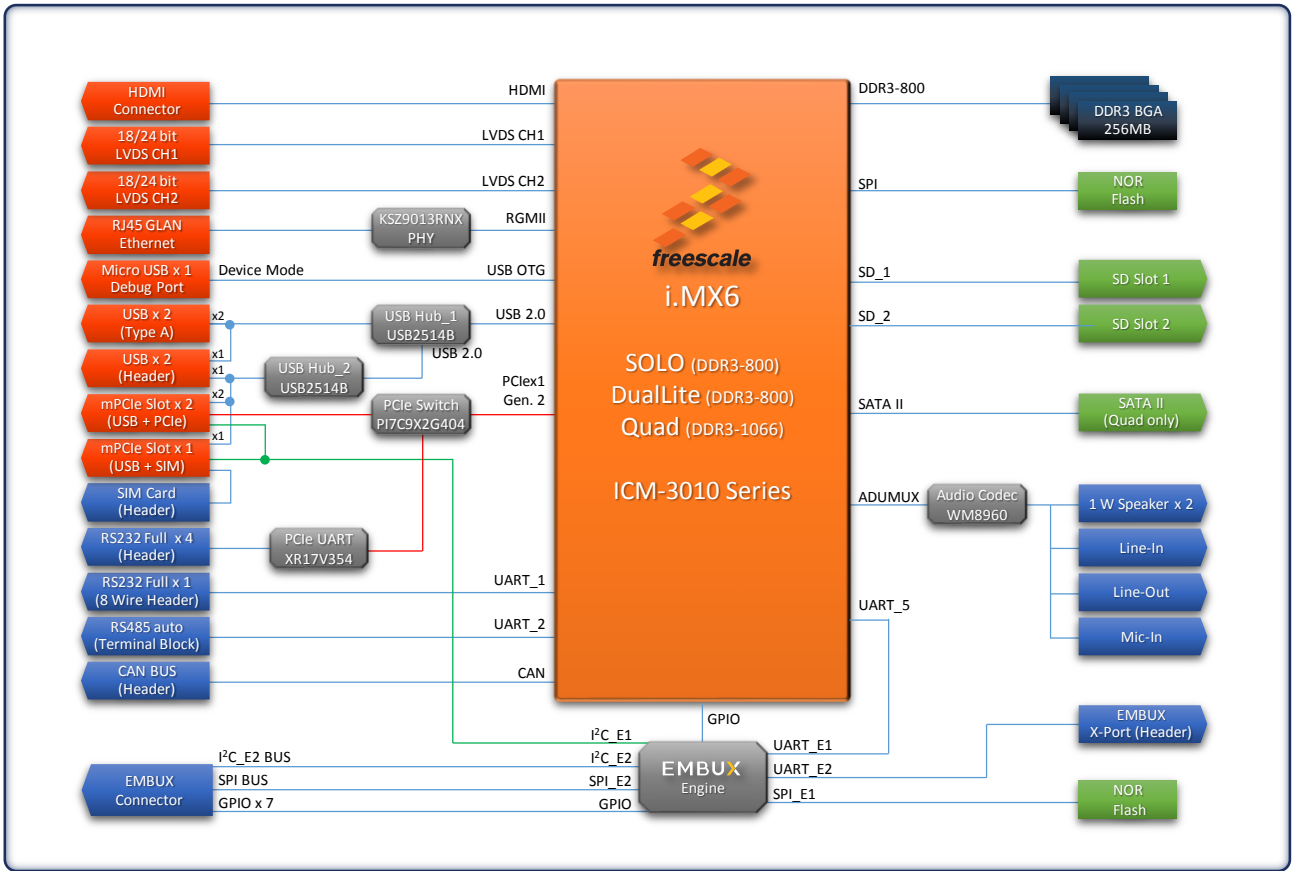 HDMI
Connector
18/24 bit
LVDS CH1
18/24 bit
LVDS CH2
RJ45 GLAN
Ethernet
Micro USB x 1
Debug Port
USB x 2
(Type A)
USB x 2
(Header)
mPCIe Slot x 2
(USB + PCIe)
mPCIe Slot x 1
(USB + SIM)
SIM Card
(Header)
RS232 Full x 4
(Header)
RS232 Full x 1
(8 Wire Header)
RS485 auto
(Terminal Block)
CAN BUS
(Header)
EMBUX
Connector
Device Mode
x2
x1
x1
x2
x1
KSZ9013RNX
PHY
USB Hub_1
USB2514B
USB 2.0
USB Hub_2
USB2514B
PCIe Switch
PI7C9X2G404
PCIe UART
XR17V354
HDMI
LVDS CH1
LVDS CH2
RGMII
USB OTG
USB 2.0
PCIex1
Gen. 2
UART_1
UART_2
CAN
freescale
i.MX6
SOLO (DDR3-800)
DualLite (DDR3-800)
Quad (DDR3-1066)
ICM-3010 Series
DDR3-800
SPI
SD_1
SD_2
SATA II
ADUMUX
UART_5
Audio Codec
WM8960
DDR3 BGA
256MB
NOR
Flash
SD Slot 1
SD Slot 2
SATA II
(Quad only)
1 W Speaker x 2
Line-In
Line-Out
Mic-In
EMBUX
X-Port (Header)
NOR
Flash
GPIO
I²C_E1
I²C_E2
SPI_E2
GPIO
I²C_E2 BUS
SPI BUS
GPIO x 7
EMBUX
Engine
UART_E1
UART_E2
SPI_E1